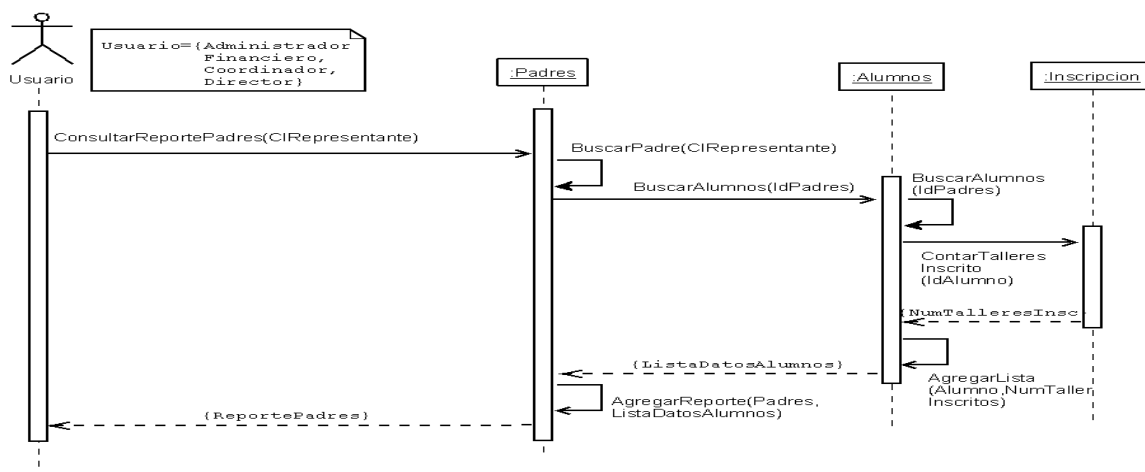 Usuario={Administrador
Financiero,
Coordinador,
Director}
Usuario
:Padres
:Alumnos
:Inscripcion
ConsultarReportePadres(CIRepresentante)
BuscarPadre(CIRepresentante)
BuscarAlumnos(IdPadres)
BuscarAlumnos
(IdPadres)
ContarTalleres
Inscrito
(IdAlumno)
{NumTalleresInsc}
{ListaDatosAlumnos}
AgregarLista
(Alumno,NumTaller
Inscritos)
AgregarReporte(Padres,
ListaDatosAlumnos)
{ReportePadres}